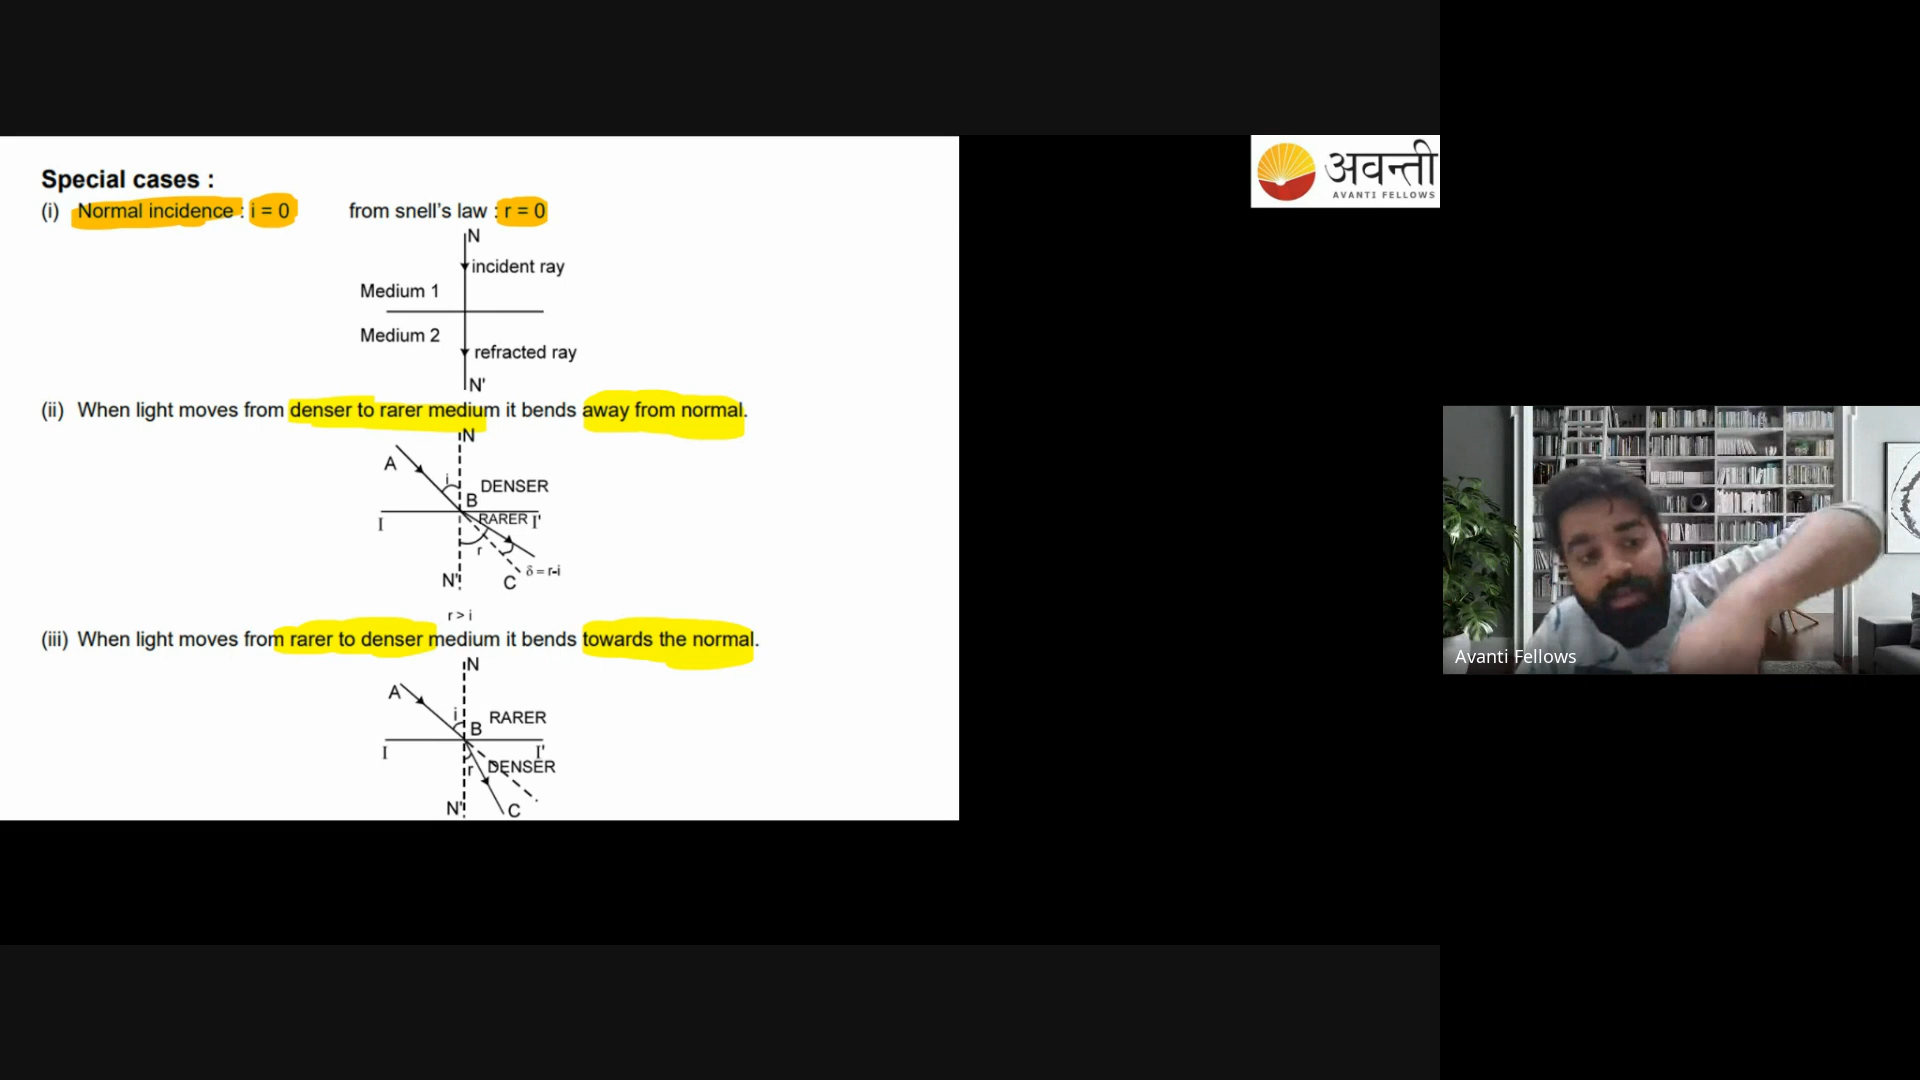 Special cases :
(i) Normal incidence : i = 0 from snell's law : r = 0
N
incident ray
Medium 1
Medium 2
refracted ray
N'
(ii) When light moves from denser to rarer medium it bends away from normal.
N
A
i
DENSER
B
I
RARER I'
r
N'
C
δ = r-i
r > i
(iii) When light moves from rarer to denser medium it bends towards the normal.
N
A
i
RARER
B
I
I'
r
DENSER
N'
C
अवन्ती
AVANTI FELLOWS
Avanti Fellows